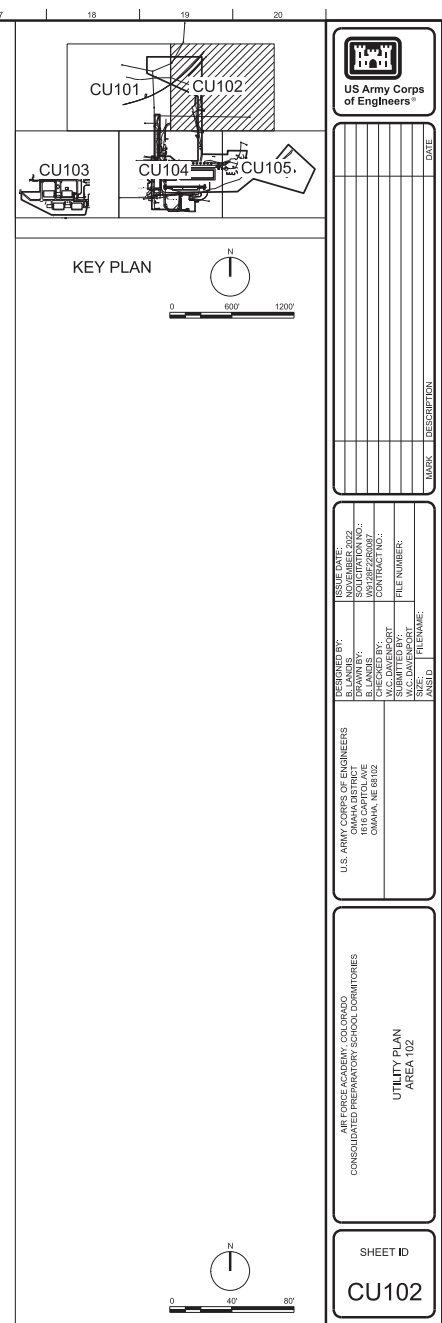 18 19 20
CU101 CU102
CU103 CU104 CU105
KEY PLAN
N
0 600' 1200'
US Army Corps
of Engineers®
MARK DESCRIPTION DATE
DESIGNED BY:
B. LANDIS
DRAWN BY:
B. LANDIS
CHECKED BY:
W.C. DAVENPORT
SUBMITTED BY:
W.C. DAVENPORT
SIZE:
ANSI D
ISSUE DATE:
NOVEMBER 2022
SOLICITATION NO.:
W9128F22R0087
CONTRACT NO.:
FILE NUMBER:
FILENAME:
U.S. ARMY CORPS OF ENGINEERS
OMAHA DISTRICT
1616 CAPITOL AVE
OMAHA, NE 68102
AIR FORCE ACADEMY, COLORADO
CONSOLIDATED PREPARATORY SCHOOL DORMITORIES
UTILITY PLAN
AREA 102
N
0 40' 80'
SHEET ID
CU102